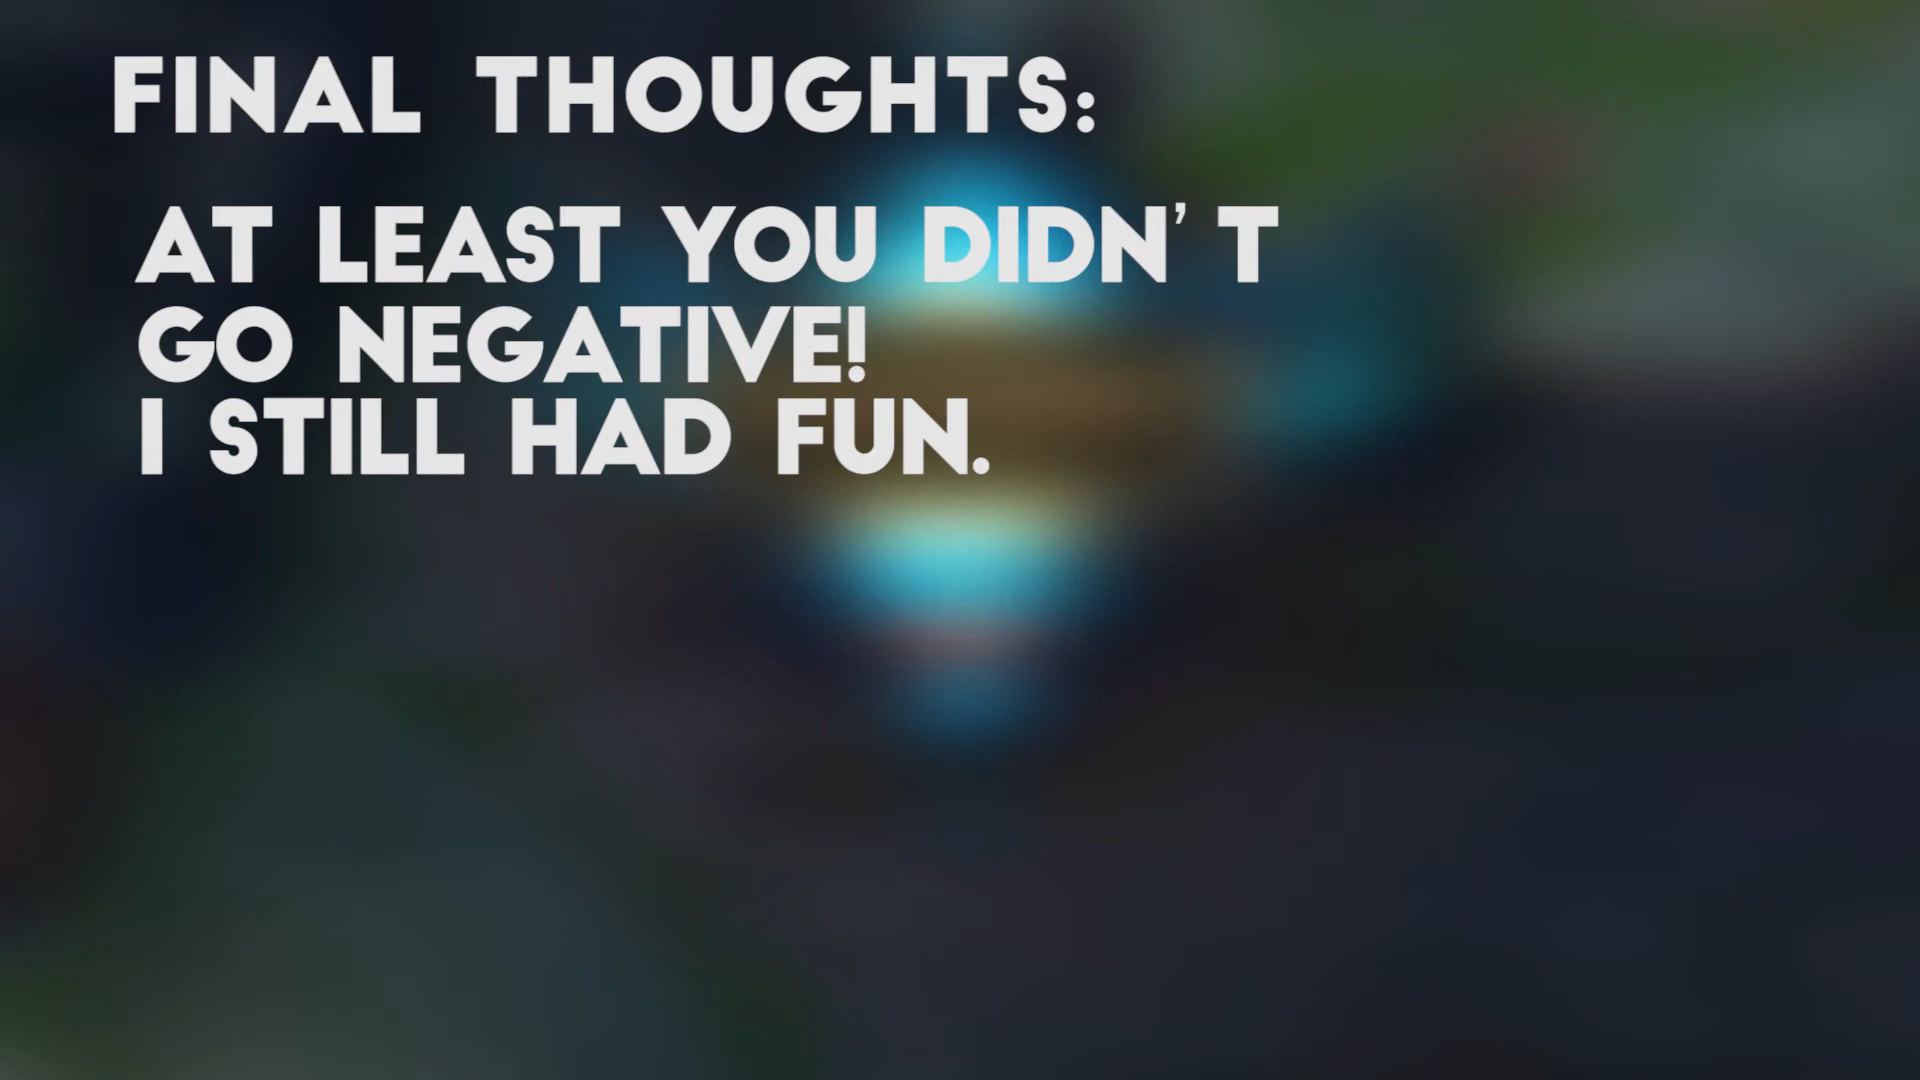 FINAL THOUGHTS:
AT LEAST YOU DIDN'T
GO NEGATIVE!
I STILL HAD FUN.